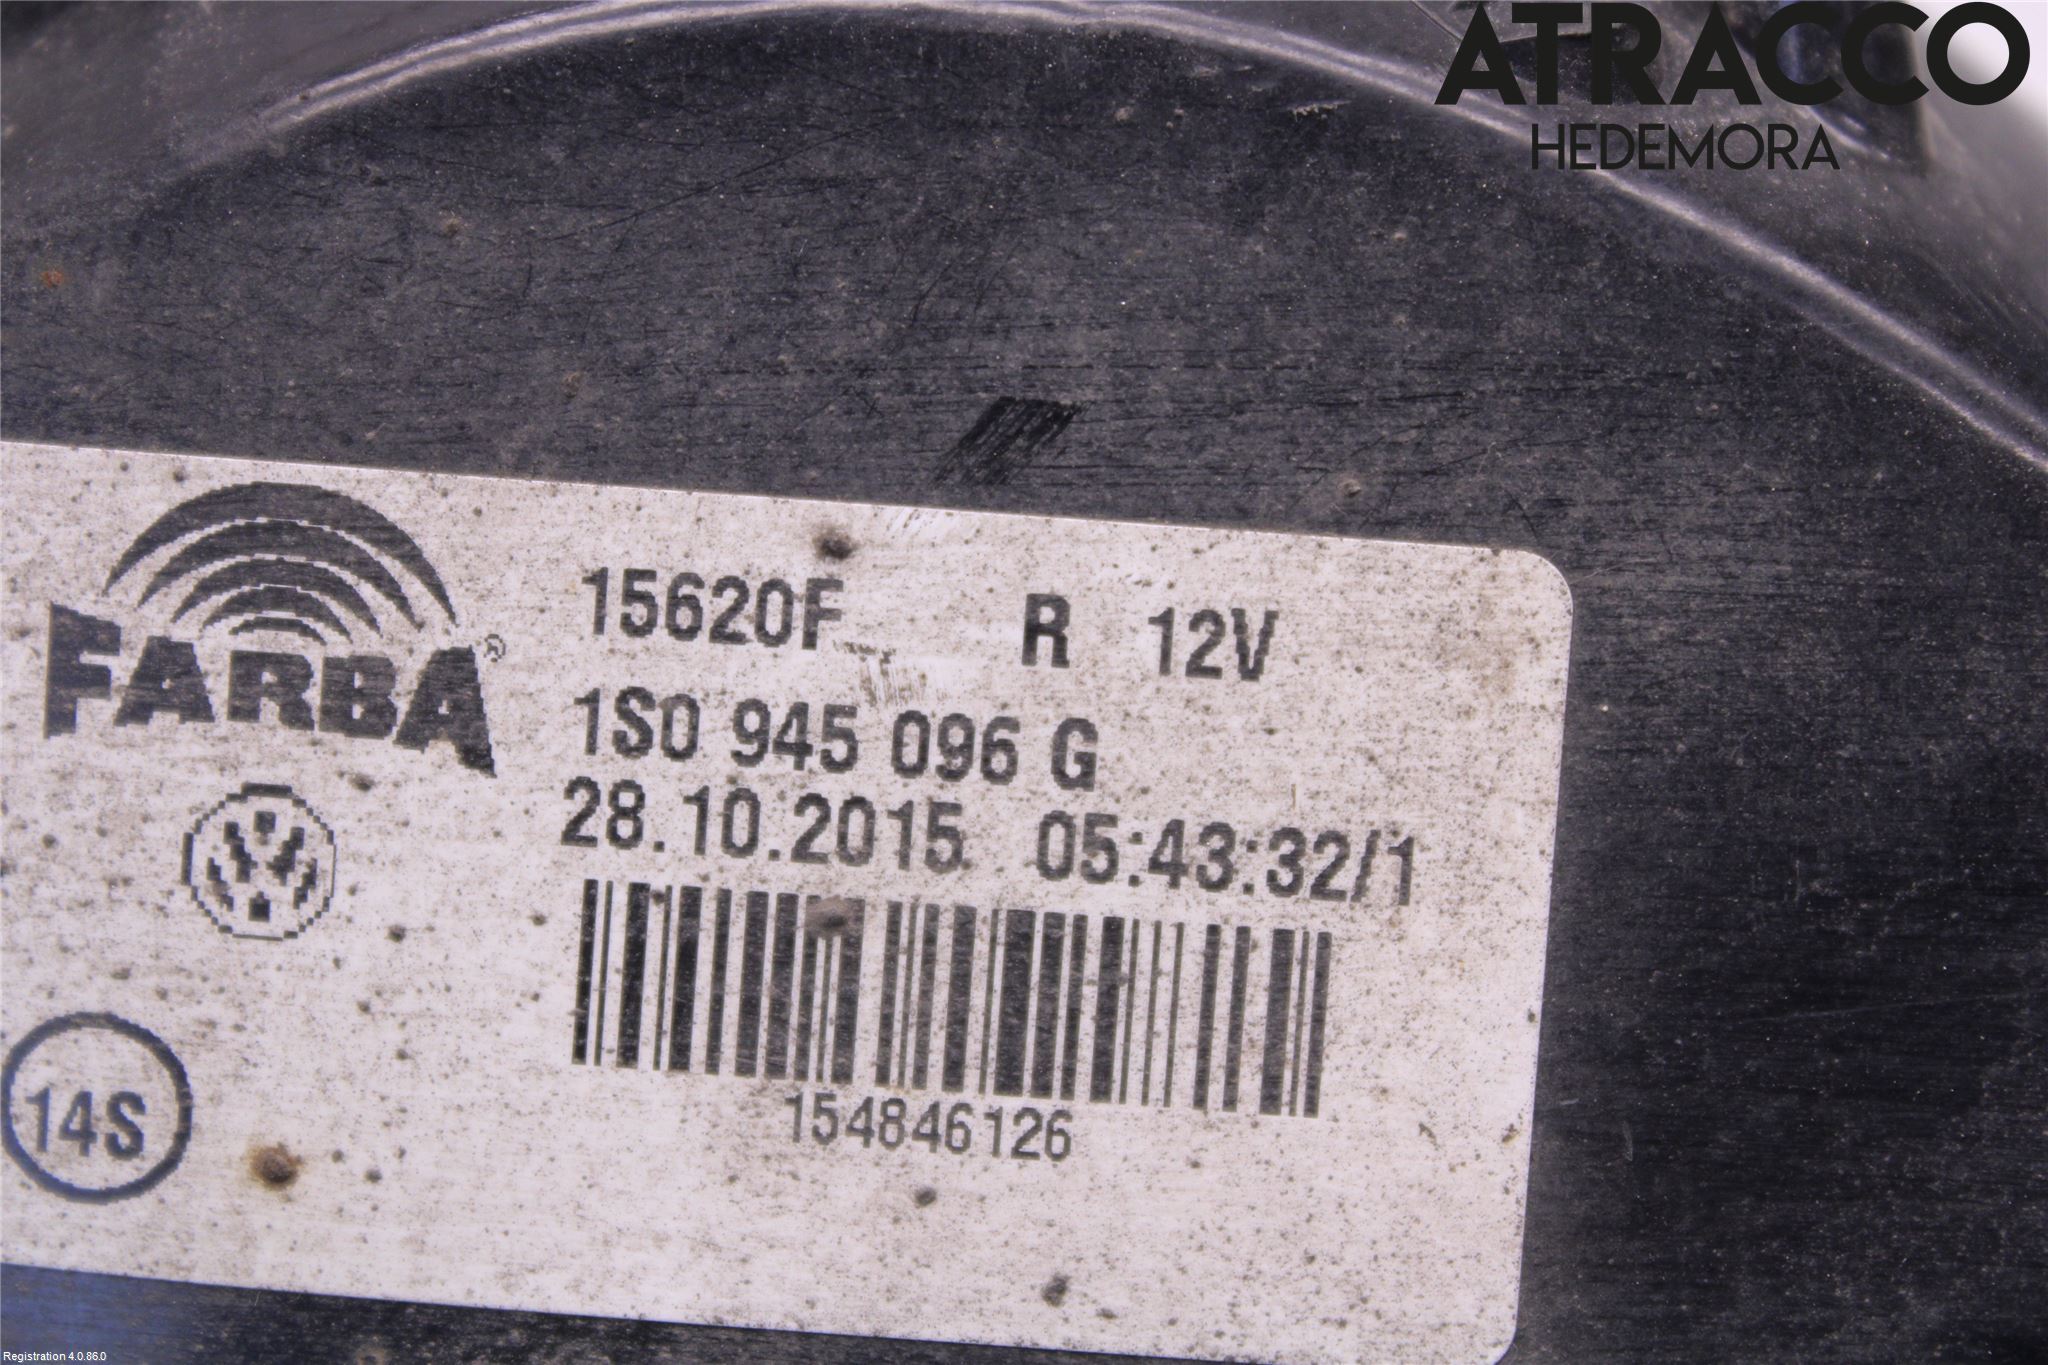 ATRACCO
HEDEMORA
FARBA®
15620F R 12V
1S0 945 096 G
28.10.2015 05:43:32/1
154846126
14S
Registration 4.0.86.0